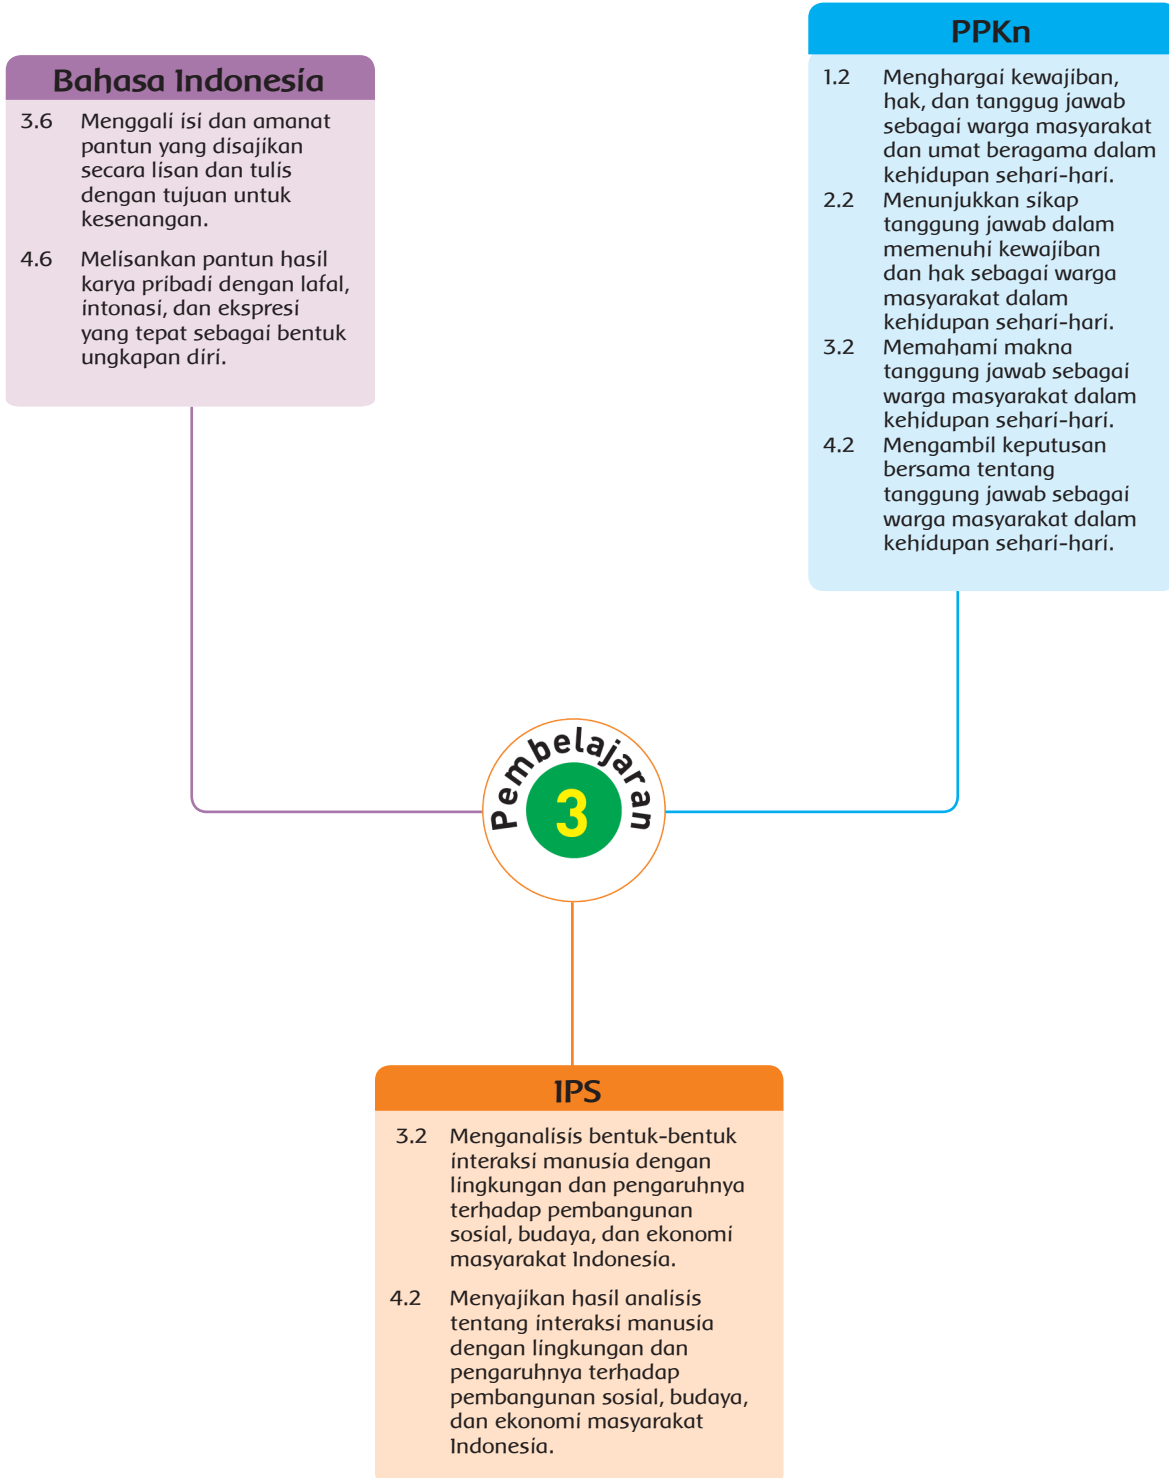 Bahasa Indonesia
3.6 Menggali isi dan amanat
pantun yang disajikan
secara lisan dan tulis
dengan tujuan untuk
kesenangan.
4.6 Melisankan pantun hasil
karya pribadi dengan lafal,
intonasi, dan ekspresi
yang tepat sebagai bentuk
ungkapan diri.
PPKn
1.2 Menghargai kewajiban,
hak, dan tanggug jawab
sebagai warga masyarakat
dan umat beragama dalam
kehidupan sehari-hari.
2.2 Menunjukkan sikap
tanggung jawab dalam
memenuhi kewajiban
dan hak sebagai warga
masyarakat dalam
kehidupan sehari-hari.
3.2 Memahami makna
tanggung jawab sebagai
warga masyarakat dalam
kehidupan sehari-hari.
4.2 Mengambil keputusan
bersama tentang
tanggung jawab sebagai
warga masyarakat dalam
kehidupan sehari-hari.
Pembelajaran
3
IPS
3.2 Menganalisis bentuk-bentuk
interaksi manusia dengan
lingkungan dan pengaruhnya
terhadap pembangunan
sosial, budaya, dan ekonomi
masyarakat Indonesia.
4.2 Menyajikan hasil analisis
tentang interaksi manusia
dengan lingkungan dan
pengaruhnya terhadap
pembangunan sosial, budaya,
dan ekonomi masyarakat
Indonesia.